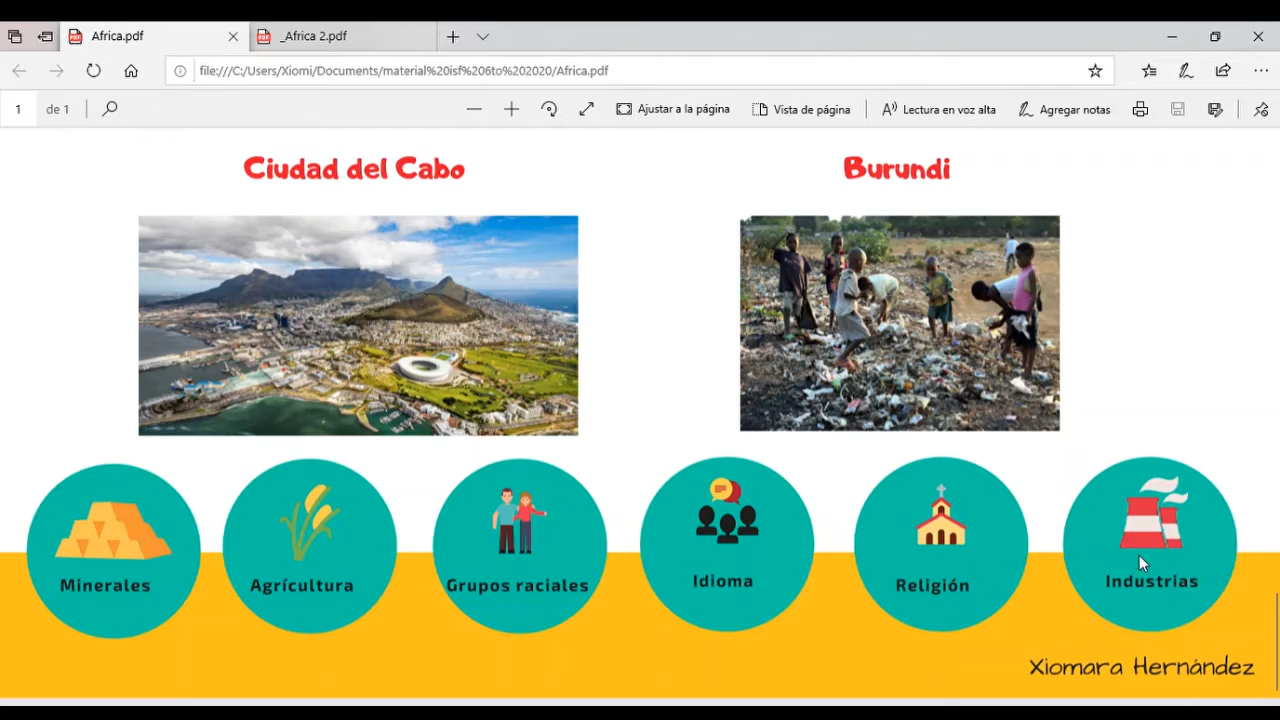 Africa.pdf
_Africa 2.pdf
file:///C:/Users/Xiomi/Documents/material%20isf%206to%202020/Africa.pdf
1 de 1
Ajustar a la página
Vista de página
Lectura en voz alta
Agregar notas
Ciudad del Cabo
Burundi
Minerales
Agrícultura
Grupos raciales
Idioma
Religión
Industrias
Xiomara Hernández